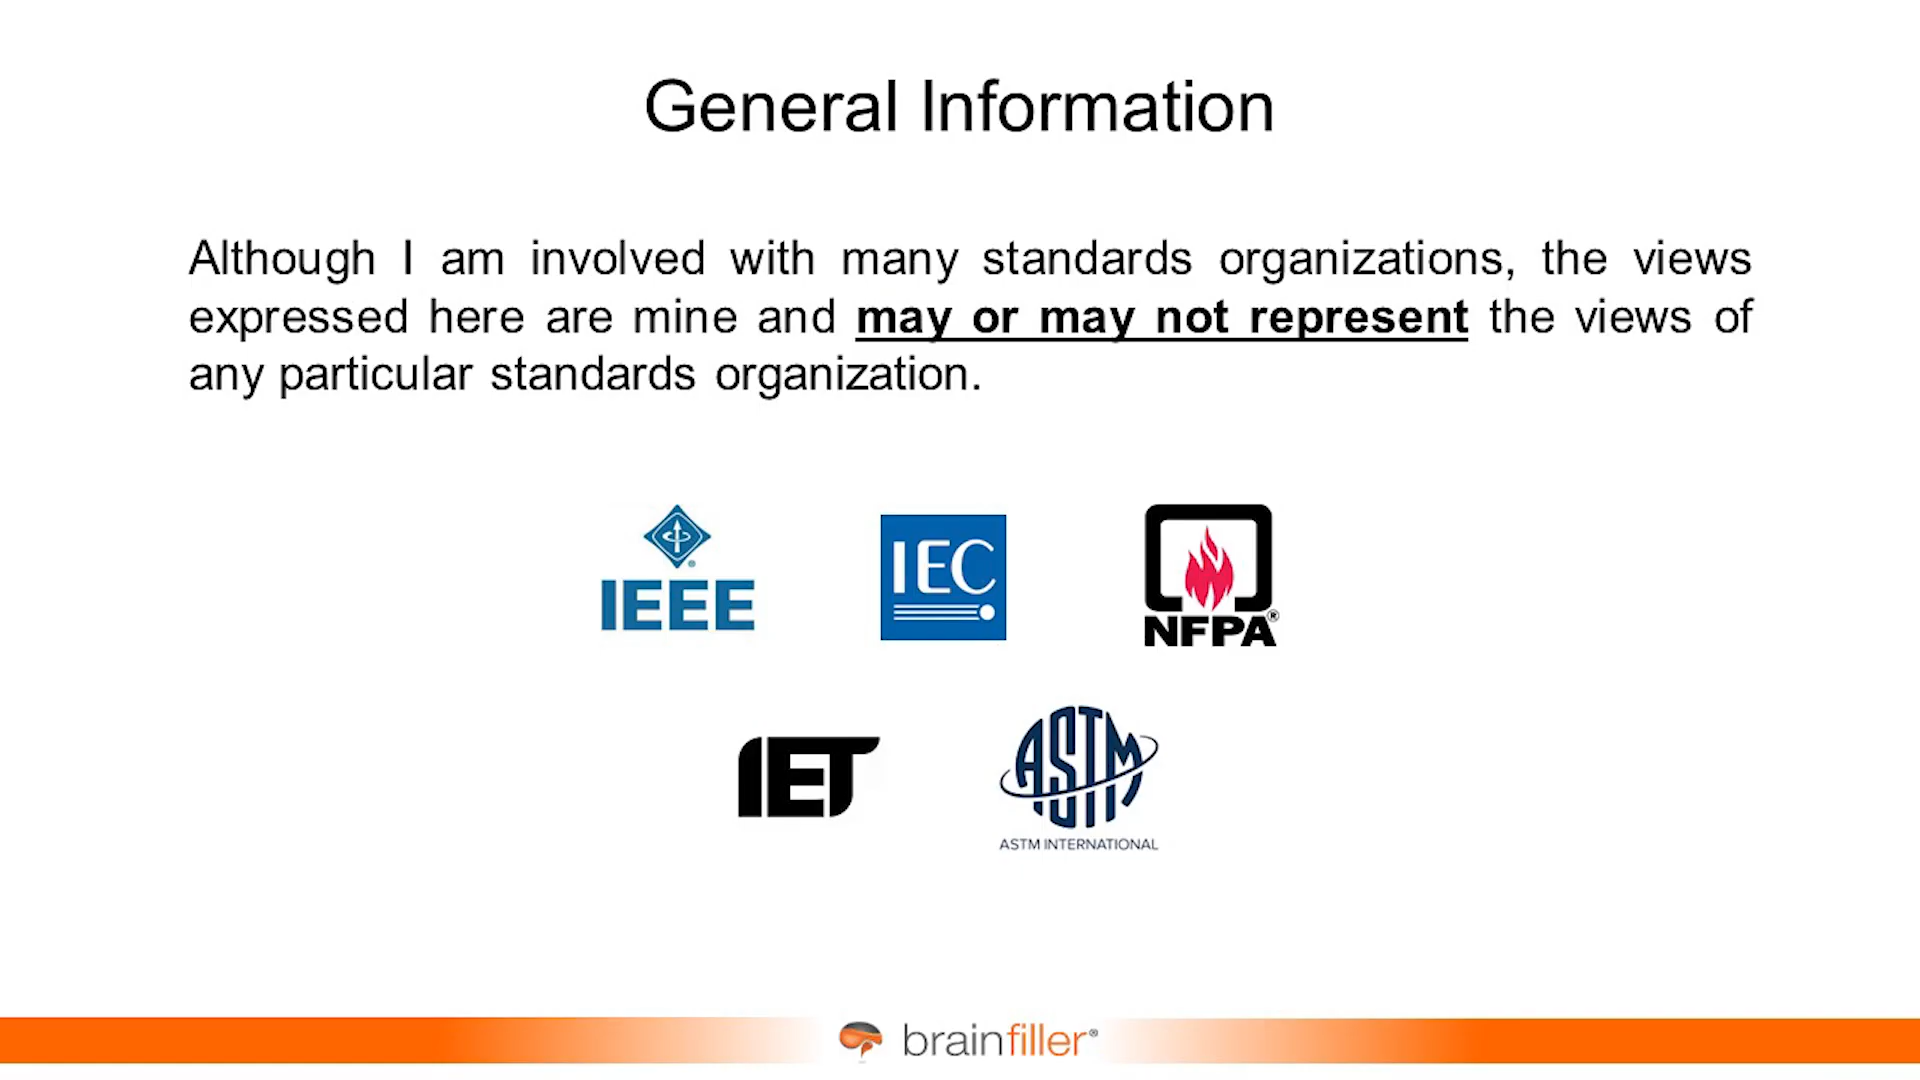 General Information
Although I am involved with many standards organizations, the views
expressed here are mine and may or may not represent the views of
any particular standards organization.
IEEE ®
IEC
NFPA®
IET
ASTM
ASTM INTERNATIONAL
brainfiller®